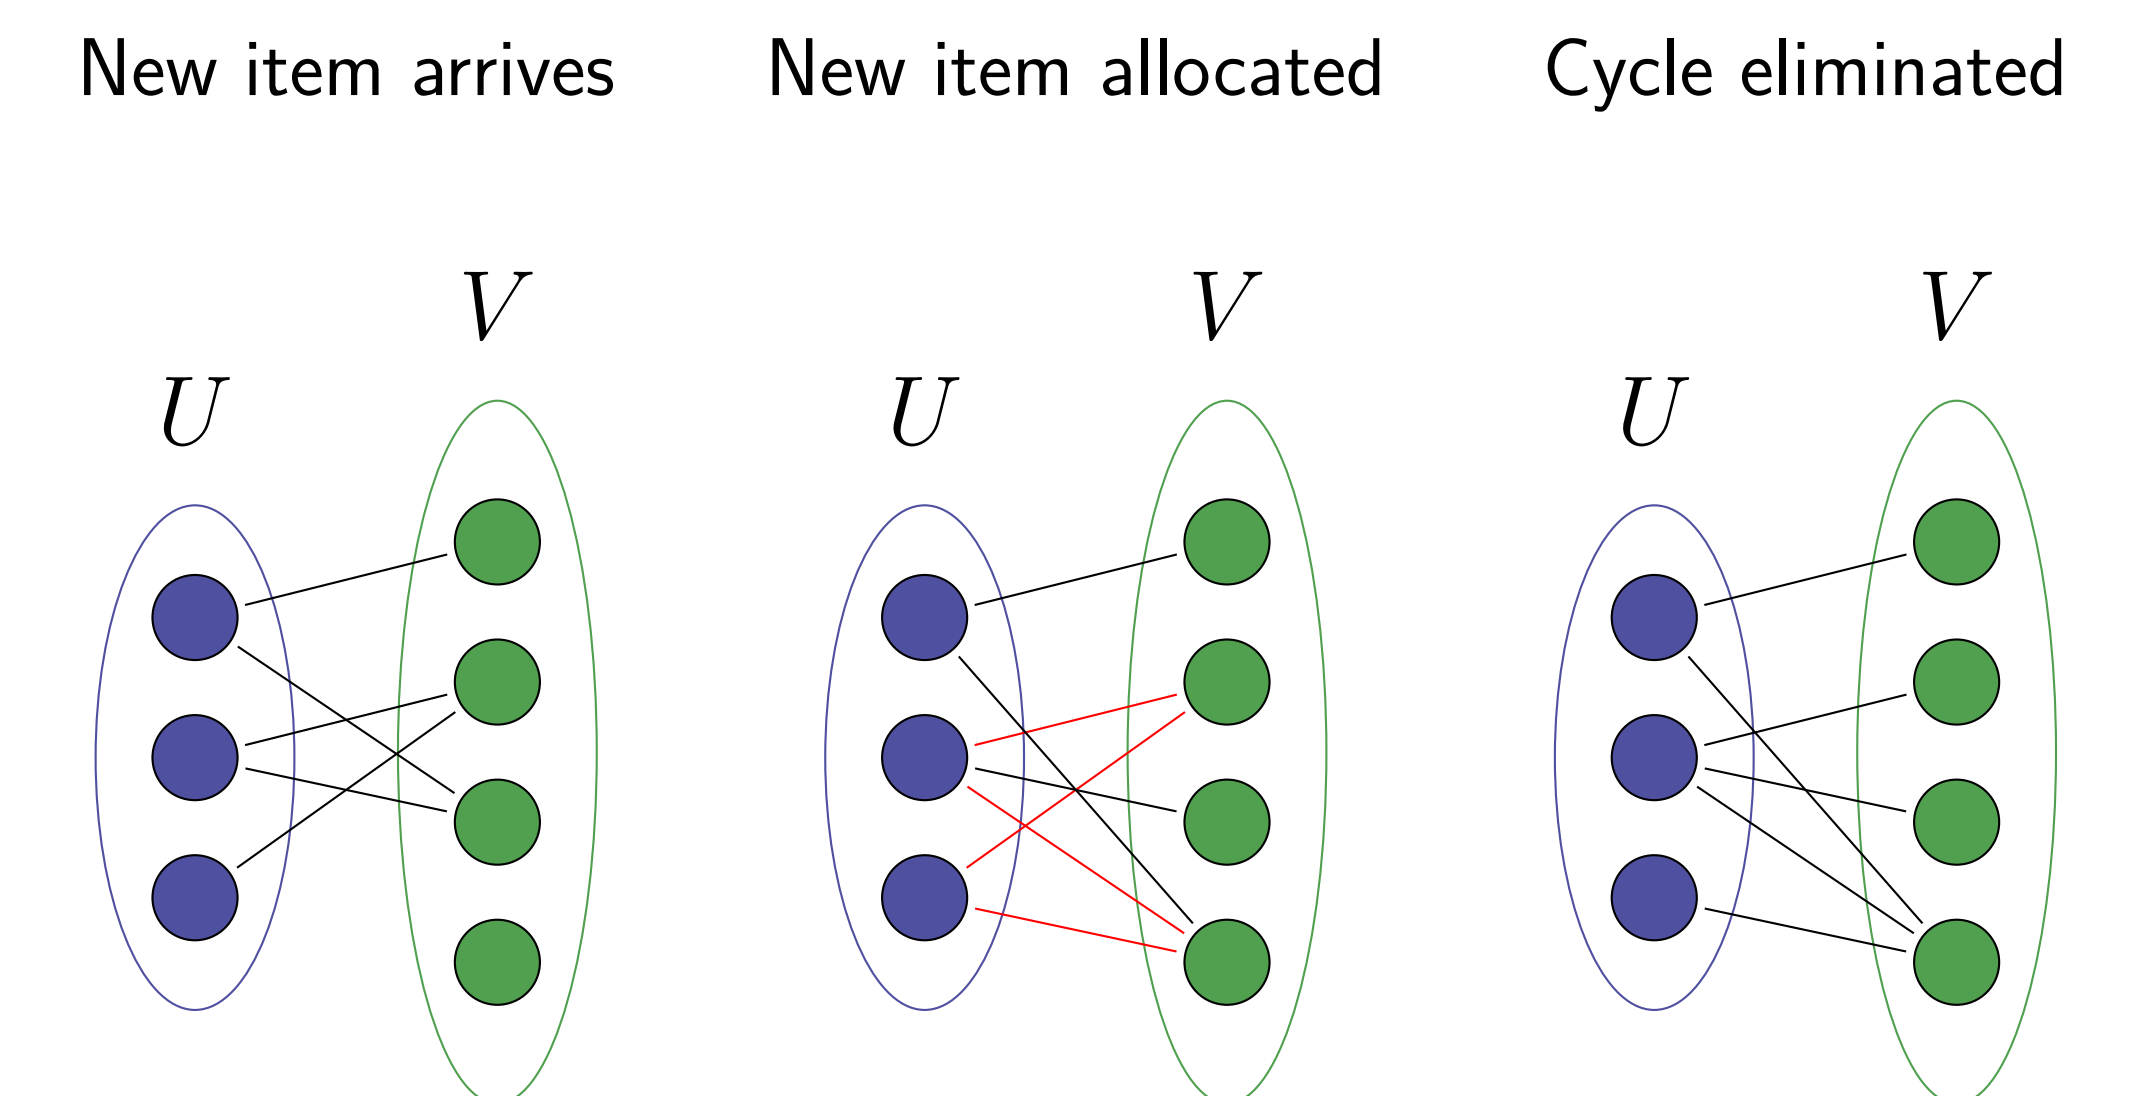 New item arrives
New item allocated
Cycle eliminated
V
U
V
U
V
U